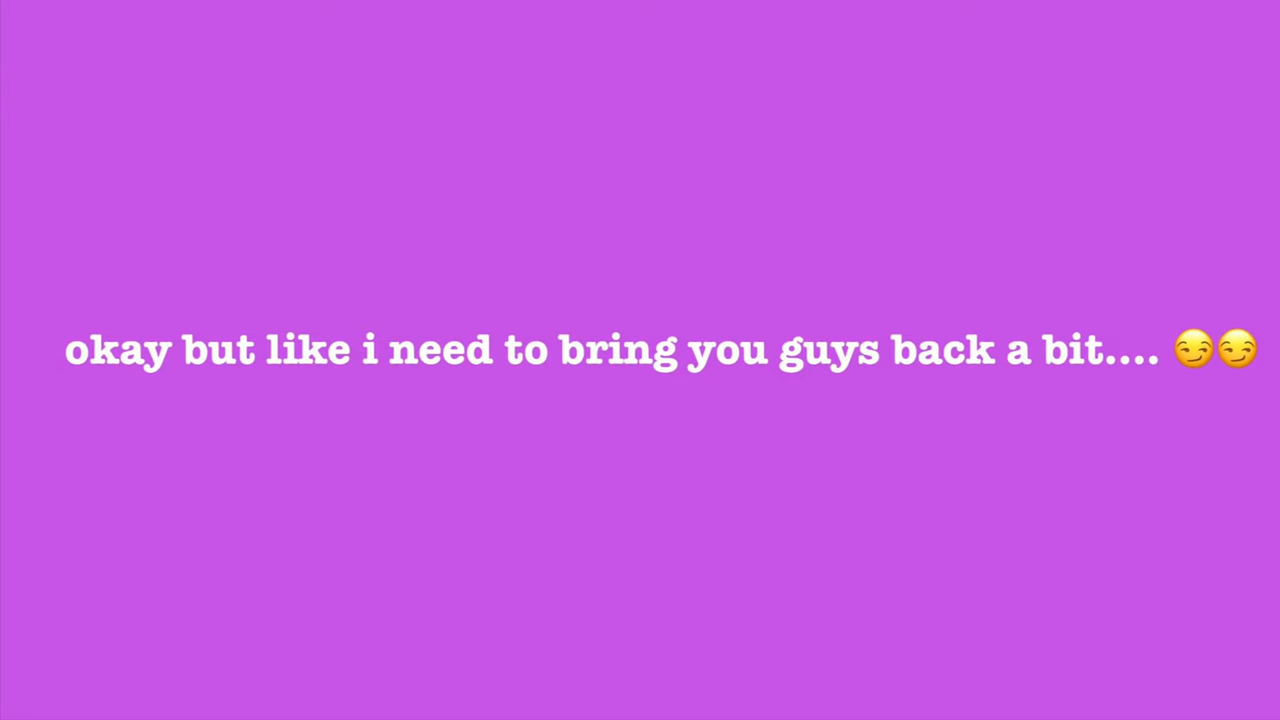 okay but like i need to bring you guys back a bit.... 😏😏